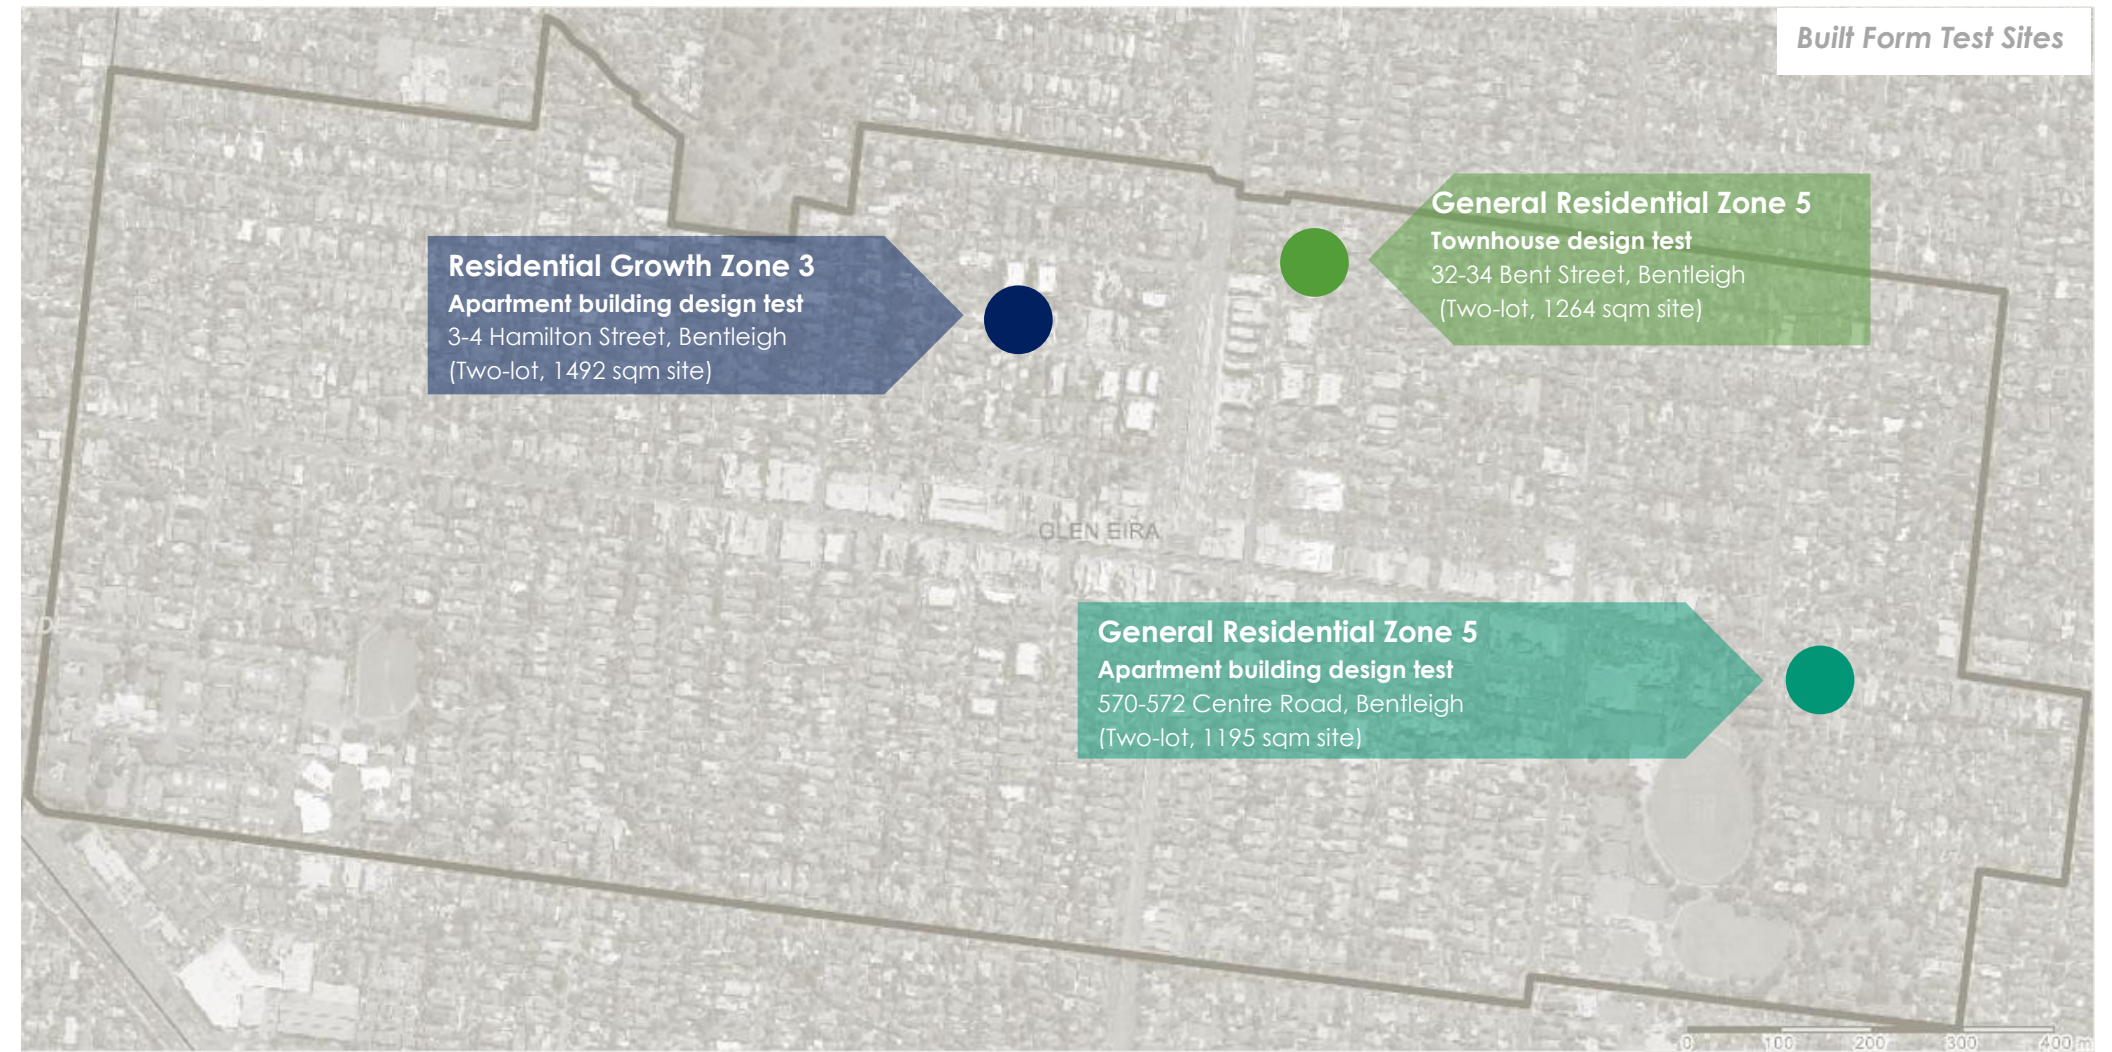 Built Form Test Sites
General Residential Zone 5
Townhouse design test
32-34 Bent Street, Bentleigh
(Two-lot, 1264 sqm site)
Residential Growth Zone 3
Apartment building design test
3-4 Hamilton Street, Bentleigh
(Two-lot, 1492 sqm site)
GLEN EIRA
General Residential Zone 5
Apartment building design test
570-572 Centre Road, Bentleigh
(Two-lot, 1195 sqm site)
0 100 200 300 400 m